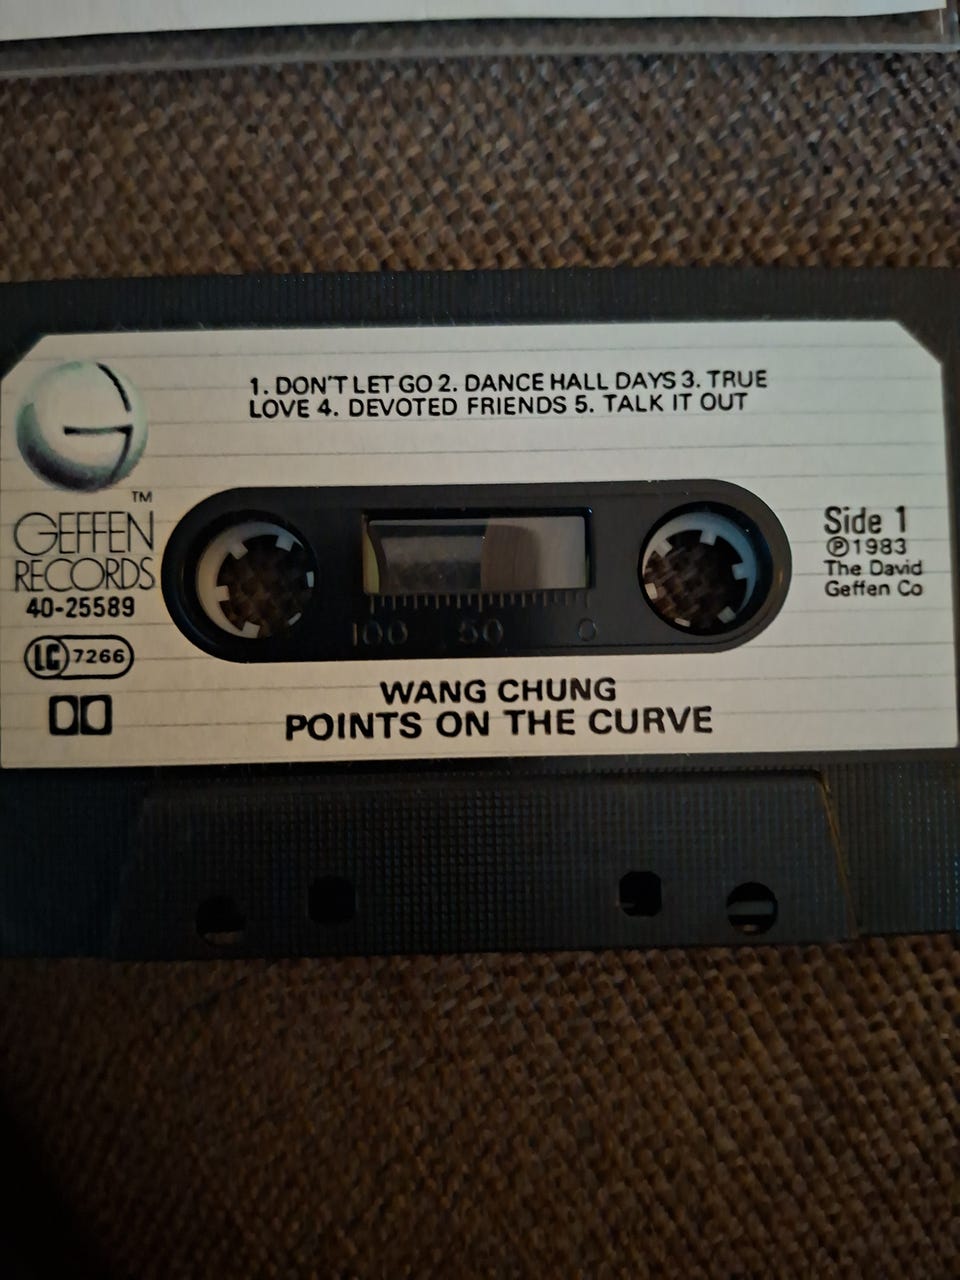 1. DON'T LET GO 2. DANCE HALL DAYS 3. TRUE
LOVE 4. DEVOTED FRIENDS 5. TALK IT OUT
G
TM
GEFFEN
RECORDS
40-25589
LC 7266
Side 1
℗1983
The David
Geffen Co
100 50 0
WANG CHUNG
POINTS ON THE CURVE